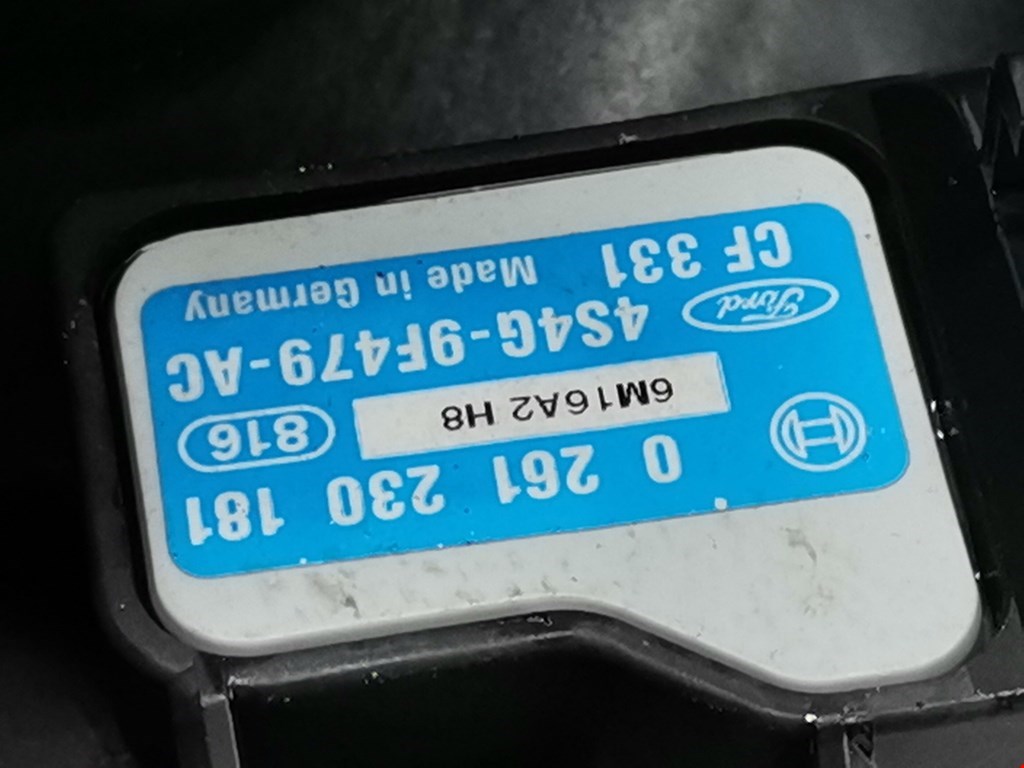 0 261 230 181
6M16A2 H8 816
Ford 4S4G-9F479-AC
CF 331 Made in Germany